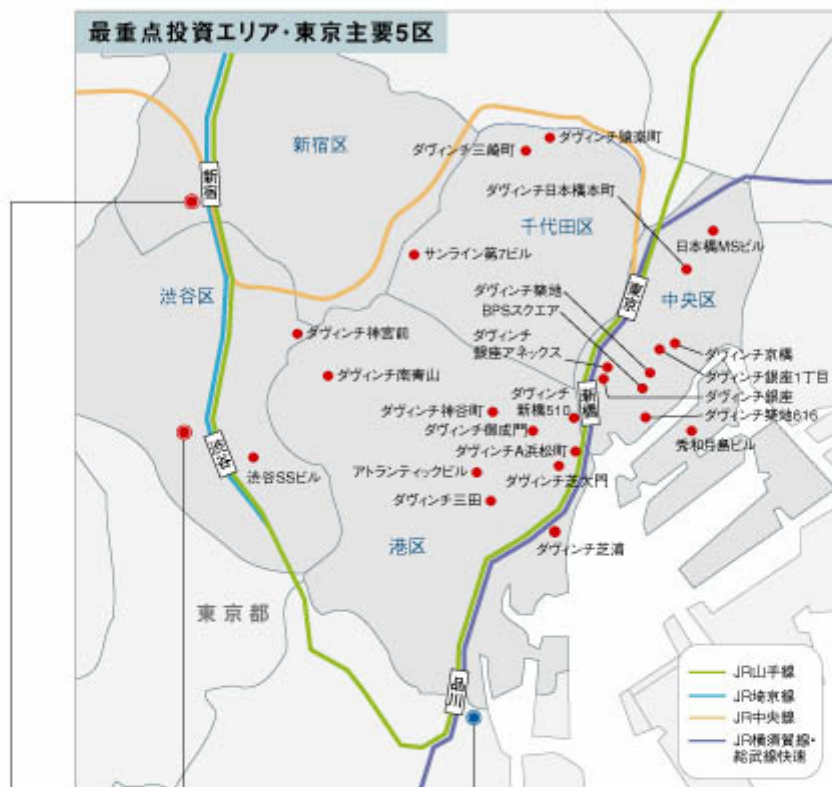 最重点投資エリア・東京主要5区
新宿区
ダヴィンチ猿楽町
ダヴィンチ三崎町
新宿
ダヴィンチ日本橋本町
千代田区
日本橋MSビル
サンライン第7ビル
渋谷区
ダヴィンチ築地
東京
中央区
BPSスクエア
ダヴィンチ神宮前
ダヴィンチ
銀座アネックス
ダヴィンチ京橋
ダヴィンチ南青山
ダヴィンチ銀座1丁目
ダヴィンチ
新橋510
新橋
ダヴィンチ銀座
ダヴィンチ神谷町
ダヴィンチ築地616
ダヴィンチ御成門
秀和月島ビル
渋谷
ダヴィンチA浜松町
渋谷SSビル
アトランティックビル
ダヴィンチ芝大門
ダヴィンチ三田
港区
ダヴィンチ芝浦
東京都
品川
JR山手線
JR埼京線
JR中央線
JR横須賀線・
総武線快速